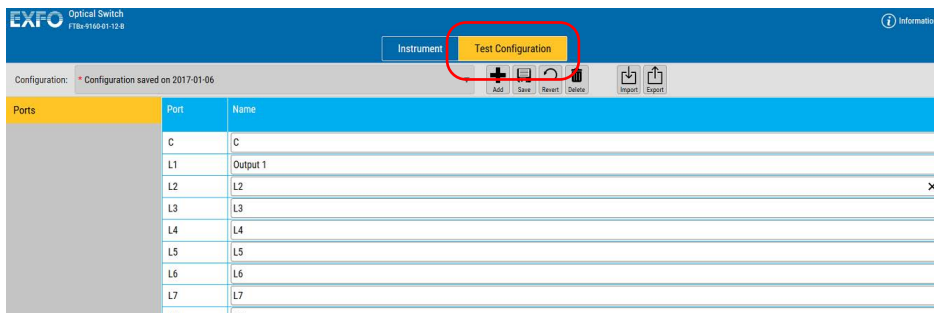 EXFO Optical Switch
FTBx-9160-01-12-B
Informatio
Instrument Test Configuration
Configuration: * Configuration saved on 2017-01-06
Add Save Revert Delete Import Export
Ports Port Name
C C
L1 Output 1
L2 L2
L3 L3
L4 L4
L5 L5
L6 L6
L7 L7